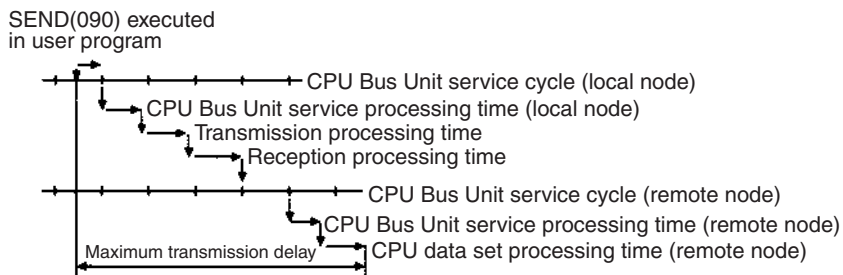 SEND(090) executed
in user program
CPU Bus Unit service cycle (local node)
CPU Bus Unit service processing time (local node)
Transmission processing time
Reception processing time
CPU Bus Unit service cycle (remote node)
CPU Bus Unit service processing time (remote node)
Maximum transmission delay
CPU data set processing time (remote node)